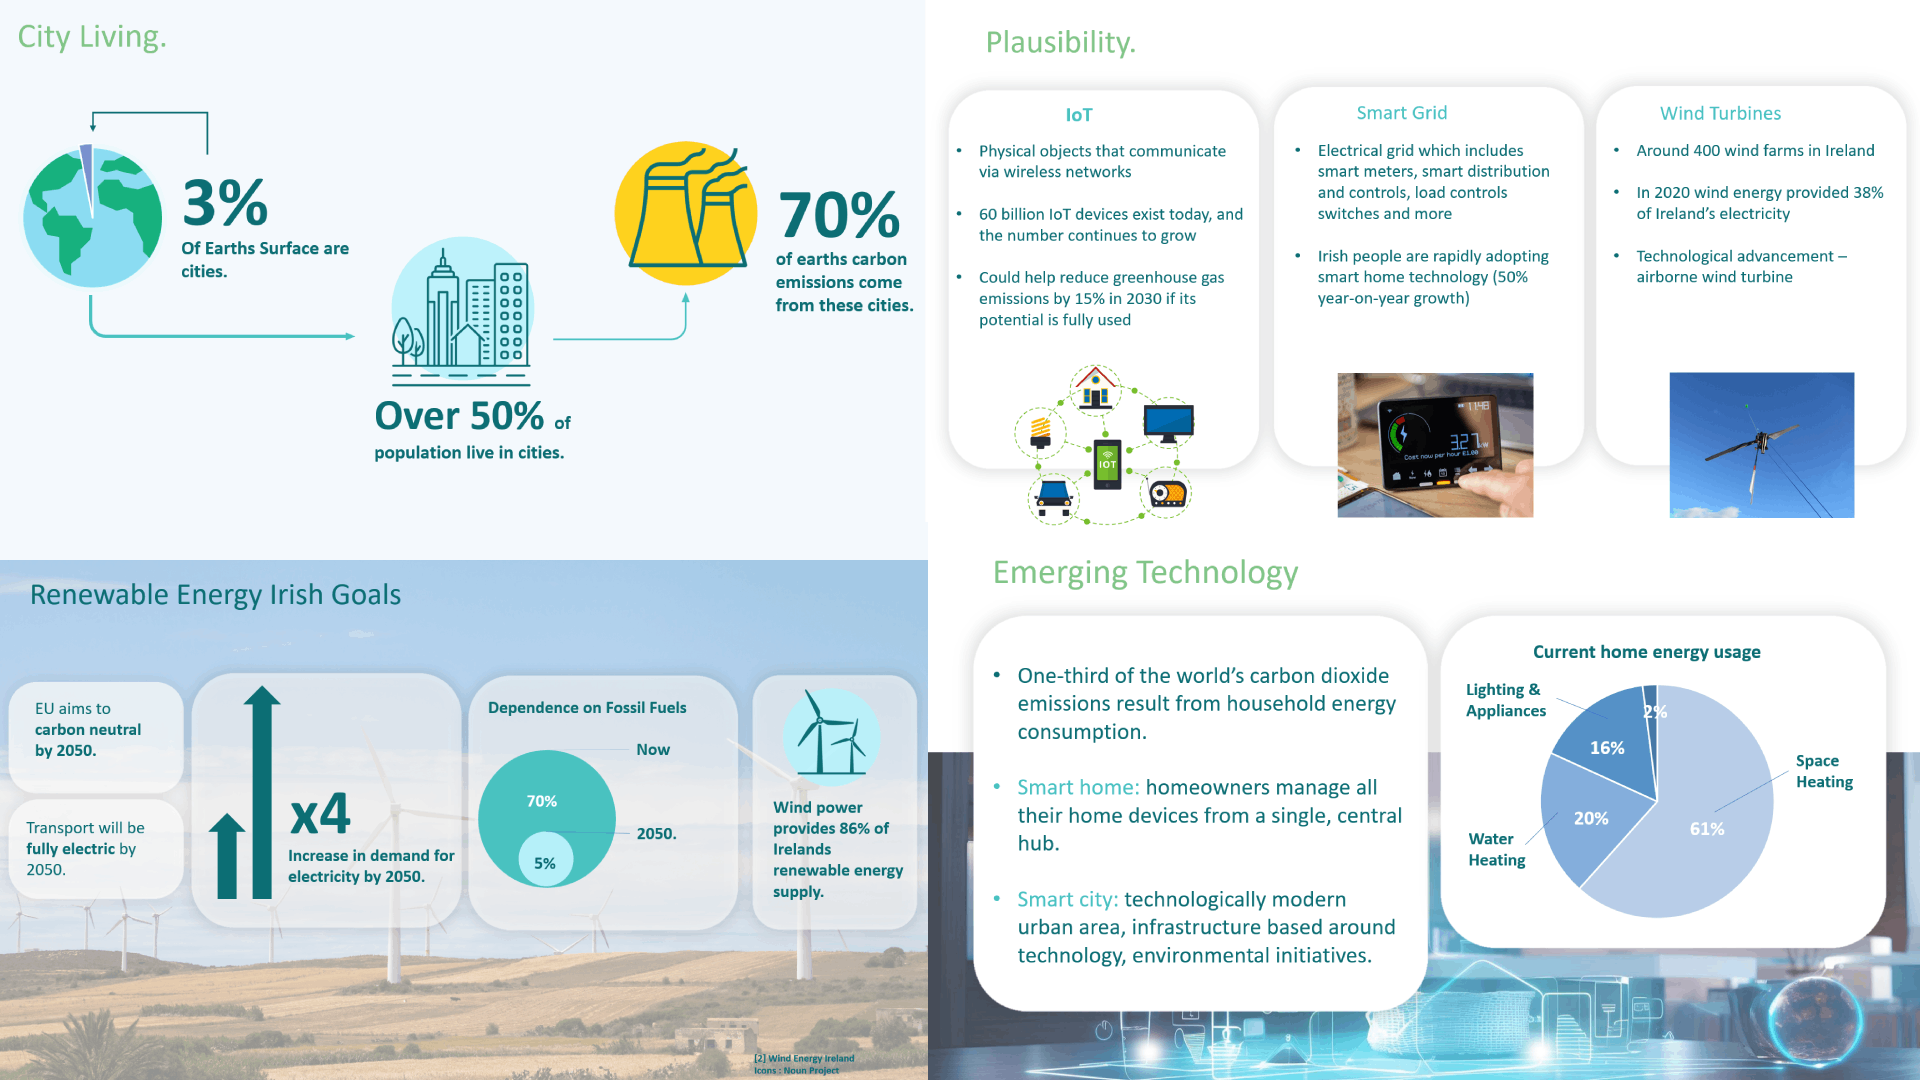 City Living.
3%
Of Earths Surface are
cities.
Over 50% of
population live in cities.
70%
of earths carbon
emissions come
from these cities.
Plausibility.
IoT
• Physical objects that communicate
via wireless networks
• 60 billion IoT devices exist today, and
the number continues to grow
• Could help reduce greenhouse gas
emissions by 15% in 2030 if its
potential is fully used
IOT
Smart Grid
• Electrical grid which includes
smart meters, smart distribution
and controls, load controls
switches and more
• Irish people are rapidly adopting
smart home technology (50%
year-on-year growth)
11:48
3.27
Cost now per hour
Wind Turbines
• Around 400 wind farms in Ireland
• In 2020 wind energy provided 38%
of Ireland’s electricity
• Technological advancement –
airborne wind turbine
Renewable Energy Irish Goals
EU aims to
carbon neutral
by 2050.
Transport will be
fully electric by
2050.
x4
Increase in demand for
electricity by 2050.
Dependence on Fossil Fuels
Now
70%
2050.
5%
Wind power
provides 86% of
Irelands
renewable energy
supply.
[2] Wind Energy Ireland
Icons : Noun Project
Emerging Technology
• One-third of the world’s carbon dioxide
emissions result from household energy
consumption.
• Smart home: homeowners manage all
their home devices from a single, central
hub.
• Smart city: technologically modern
urban area, infrastructure based around
technology, environmental initiatives.
Current home energy usage
Lighting &
Appliances
2%
16%
Space
Heating
20%
61%
Water
Heating